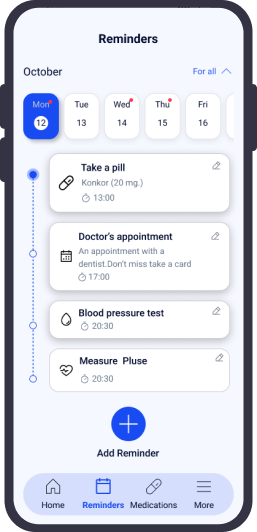 Reminders
October
For all
Mon Tue Wed Thu Fri
12 13 14 15 16
Take a pill
Konkor (20 mg.)
13:00
Doctor's appointment
An appointment with a
dentist.Don't miss take a card
17:00
Blood pressure test
20:30
Measure Pluse
20:30
Add Reminder
Home Reminders Medications More